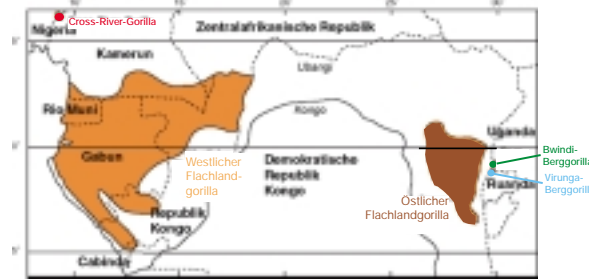 Cross-River-Gorilla
Nigeria
Zentralafrikanische Republik
Kamerun
Ubangi
Rio Muni
Kongo
Uganda
Gabun
Westlicher
Flachland-
gorilla
Demokratische
Republik
Kongo
Bwindi-
Berggorilla
Virunga-
Berggorilla
Ruanda
Östlicher
Flachlandgorilla
Republik
Kongo
Cabinda